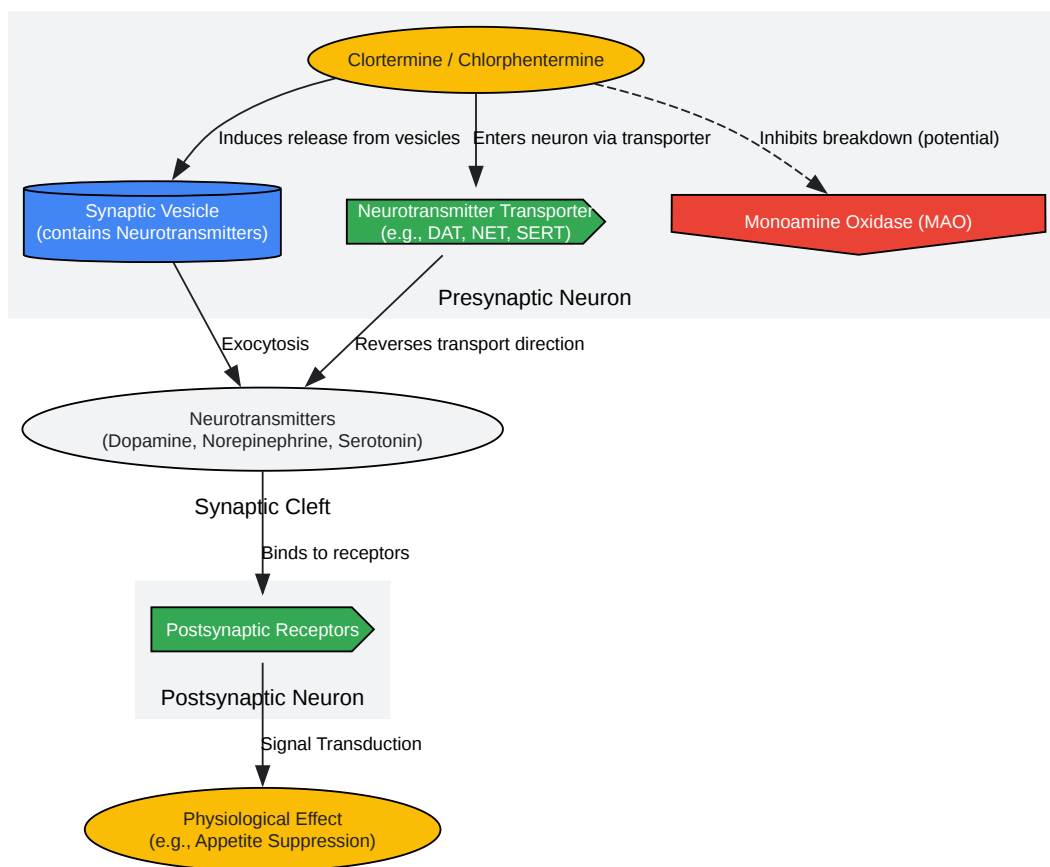 Clortermine / Chlorphentermine
Induces release from vesicles
Enters neuron via transporter
Inhibits breakdown (potential)
Synaptic Vesicle
(contains Neurotransmitters)
Neurotransmitter Transporter
(e.g., DAT, NET, SERT)
Monoamine Oxidase (MAO)
Presynaptic Neuron
Exocytosis
Reverses transport direction
Neurotransmitters
(Dopamine, Norepinephrine, Serotonin)
Synaptic Cleft
Binds to receptors
Postsynaptic Receptors
Postsynaptic Neuron
Signal Transduction
Physiological Effect
(e.g., Appetite Suppression)